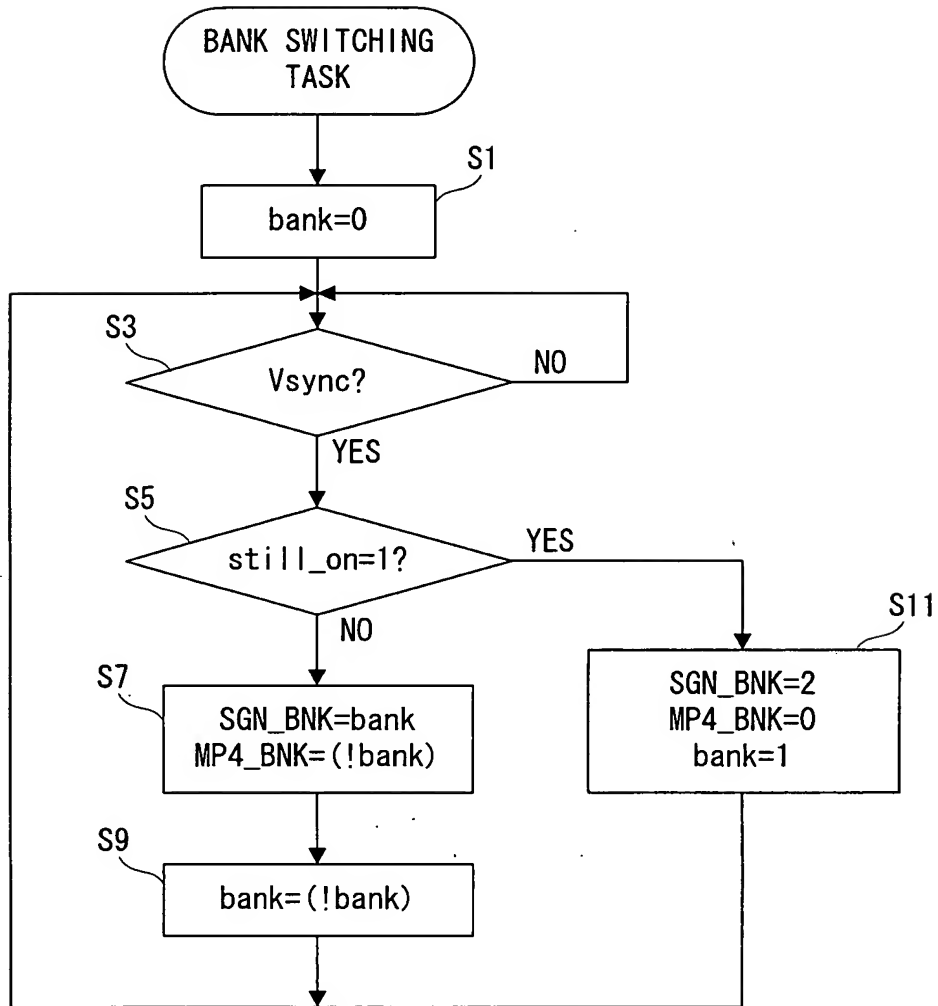 BANK SWITCHING
TASK
S1
bank=0
S3
Vsync?
NO
YES
S5
still_on=1?
YES
NO
S11
SGN_BNK=2
MP4_BNK=0
bank=1
S7
SGN_BNK=bank
MP4_BNK=(!bank)
S9
bank=(!bank)